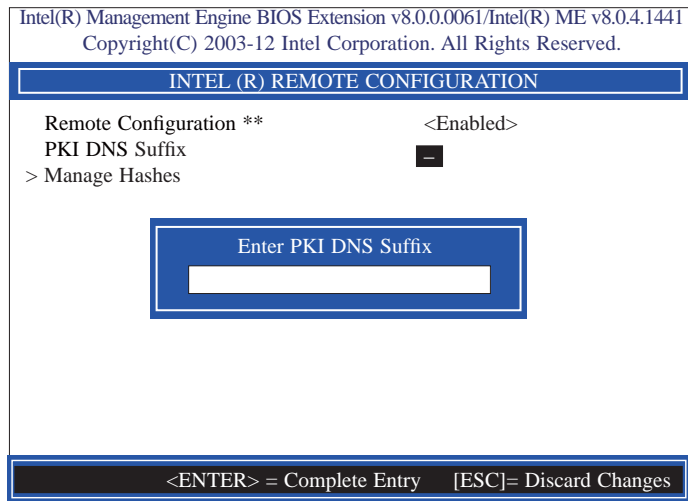 Intel(R) Management Engine BIOS Extension v8.0.0.0061/Intel(R) ME v8.0.4.1441
Copyright(C) 2003-12 Intel Corporation. All Rights Reserved.
INTEL (R) REMOTE CONFIGURATION
Remote Configuration ** <Enabled>
PKI DNS Suffix _
> Manage Hashes
Enter PKI DNS Suffix
<ENTER> = Complete Entry [ESC]= Discard Changes